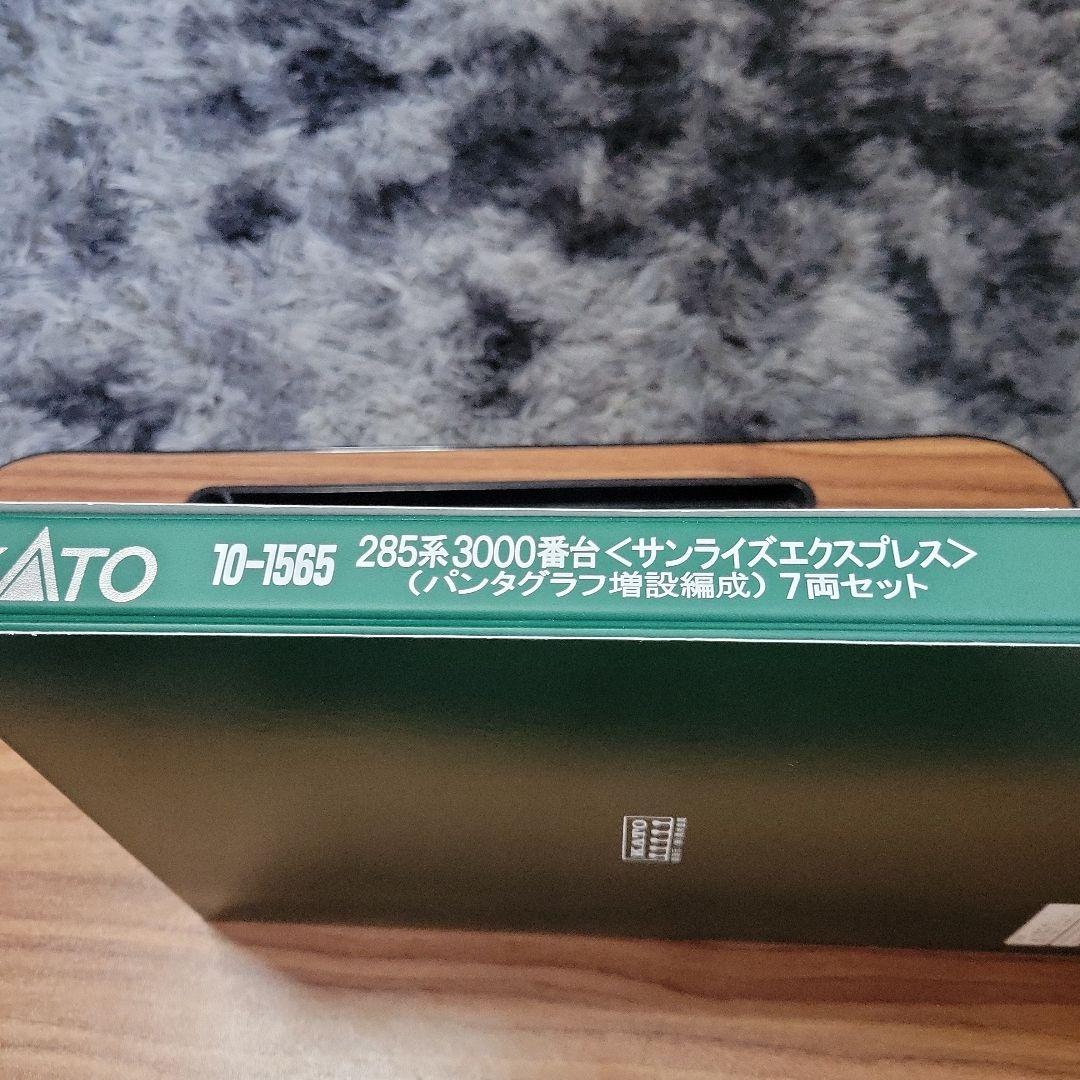 KATO 10-1565 285系3000番台<サンライズエクスプレス>
(パンタグラフ増設編成) 7両セット
KATO